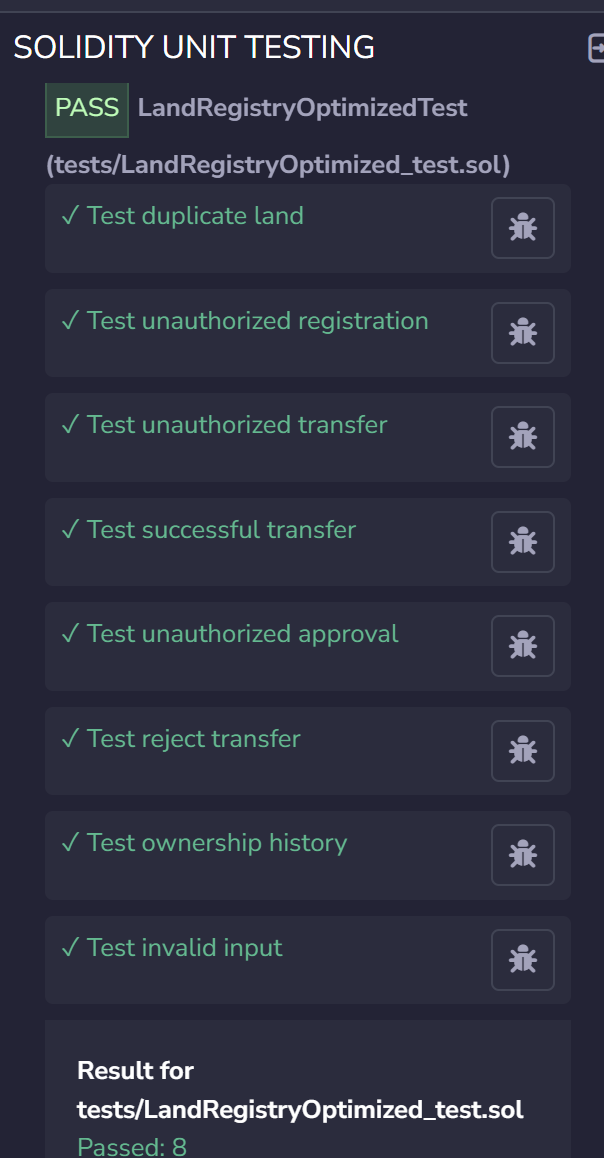 SOLIDITY UNIT TESTING
PASS LandRegistryOptimizedTest
(tests/LandRegistryOptimized_test.sol)
✓ Test duplicate land
✓ Test unauthorized registration
✓ Test unauthorized transfer
✓ Test successful transfer
✓ Test unauthorized approval
✓ Test reject transfer
✓ Test ownership history
✓ Test invalid input
Result for
tests/LandRegistryOptimized_test.sol
Passed: 8